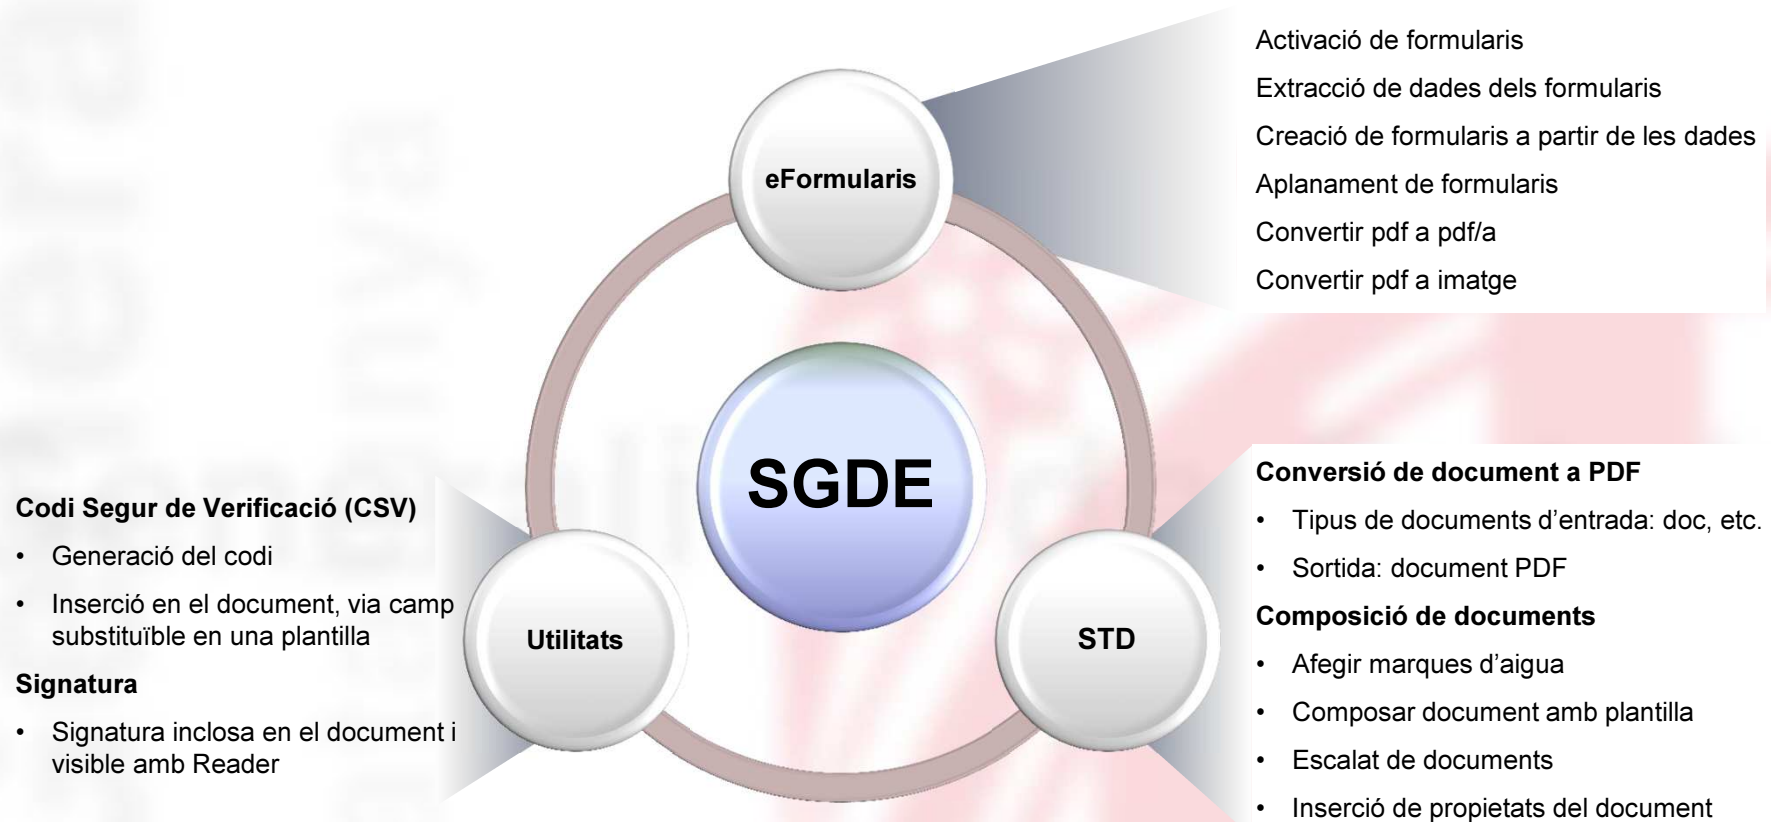 Activació de formularis
Extracció de dades dels formularis
Creació de formularis a partir de les dades
Aplanament de formularis
Convertir pdf a pdf/a
Convertir pdf a imatge
eFormularis
SGDE
Utilitats
STD
Codi Segur de Verificació (CSV)
• Generació del codi
• Inserció en el document, via camp
substituïble en una plantilla
Signatura
• Signatura inclosa en el document i
visible amb Reader
Conversió de document a PDF
• Tipus de documents d’entrada: doc, etc.
• Sortida: document PDF
Composició de documents
• Afegir marques d’aigua
• Composar document amb plantilla
• Escalat de documents
• Inserció de propietats del document